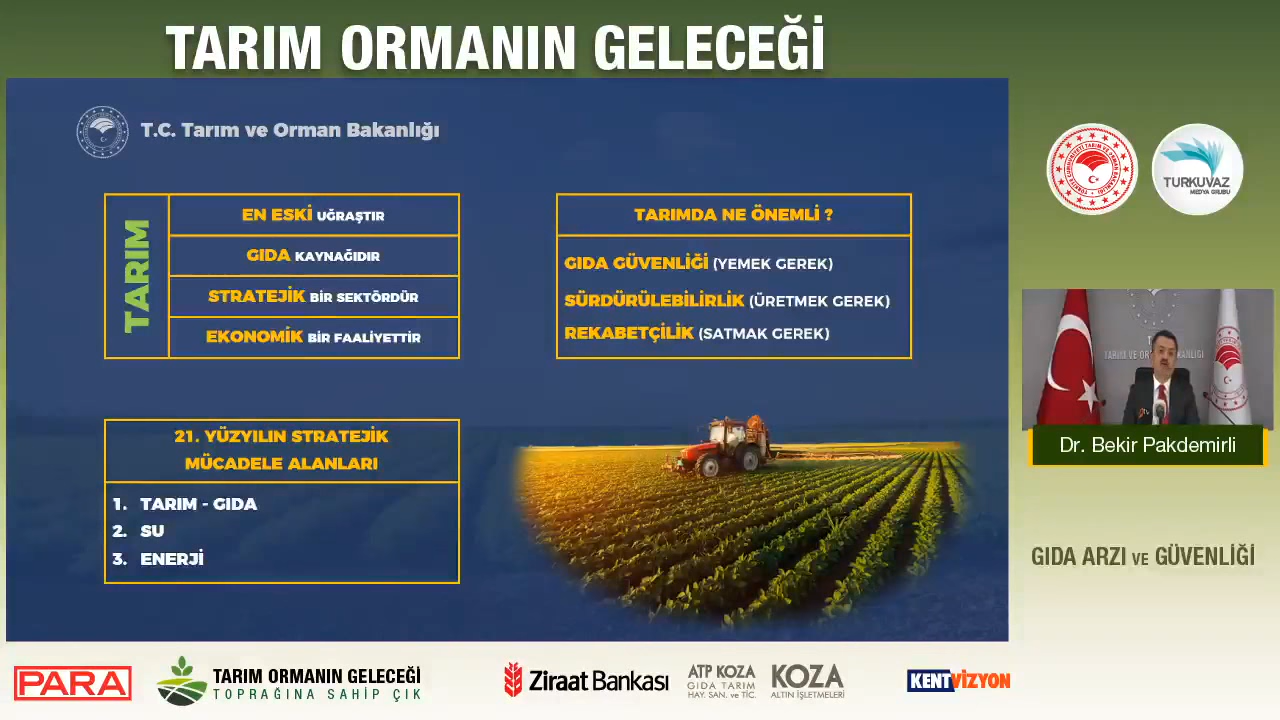 TARIM ORMANIN GELECEĞİ
T.C. Tarım ve Orman Bakanlığı
TARIM
EN ESKİ UĞRAŞTIR
GIDA KAYNAĞIDIR
STRATEJİK BİR SEKTÖRDÜR
EKONOMİK BİR FAALİYETTİR
TARIMDA NE ÖNEMLİ ?
GIDA GÜVENLİĞİ (YEMEK GEREK)
SÜRDÜRÜLEBİLİRLİK (ÜRETMEK GEREK)
REKABETÇİLİK (SATMAK GEREK)
21. YÜZYILIN STRATEJİK
MÜCADELE ALANLARI
1. TARIM - GIDA
2. SU
3. ENERJİ
TURKUVAZ
MEDYA GRUBU
Dr. Bekir Pakdemirli
GIDA ARZI VE GÜVENLİĞİ
PARA
TARIM ORMANIN GELECEĞİ
TOPRAĞINA SAHİP ÇIK
Ziraat Bankası
ATP KOZA
GIDA TARIM
HAY. SAN. ve TİC.
KOZA
ALTIN İŞLETMELERİ
KENTVİZYON